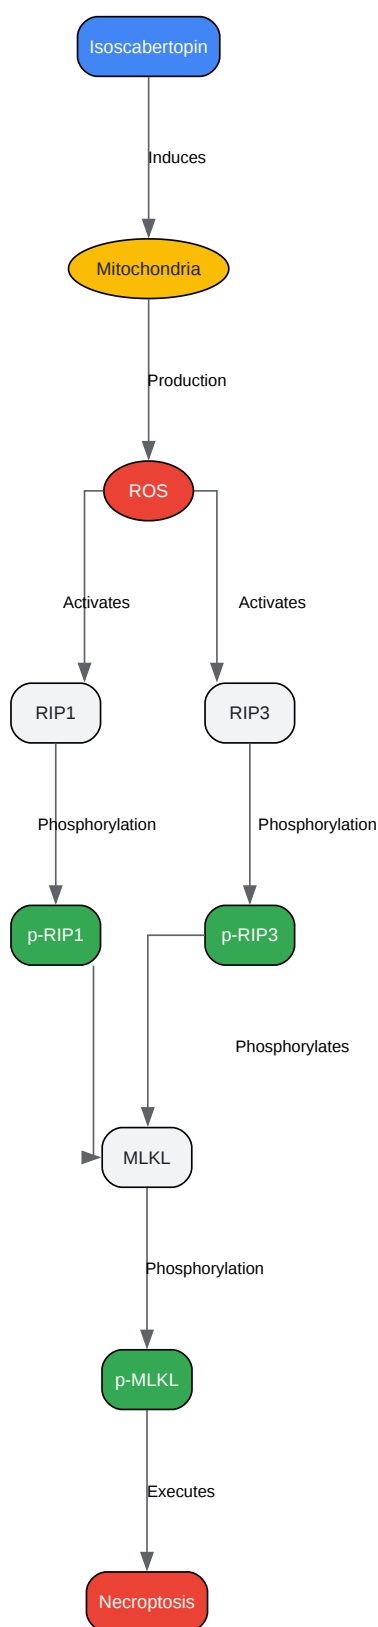 Isoscabertopin
Induces
Mitochondria
Production
ROS
Activates
Activates
RIP1
RIP3
Phosphorylation
Phosphorylation
p-RIP1
p-RIP3
Phosphorylates
MLKL
Phosphorylation
p-MLKL
Executes
Necroptosis